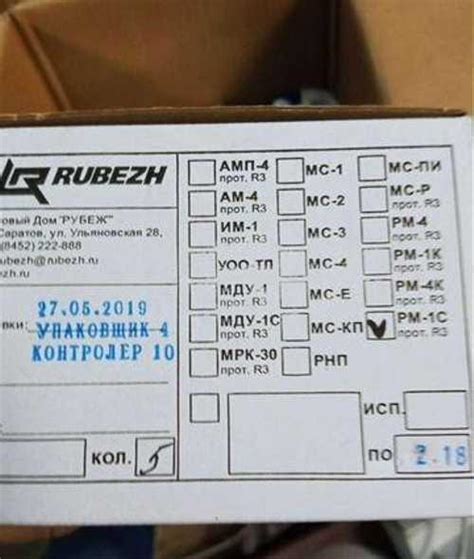 RUBEZH
овый Дом "РУБЕЖ"
Саратов, ул. Ульяновская 28,
(8452) 222-888
ubezh@rubezh.ru
zh.ru
27.05.2019
вки: УПАКОВЩИК 4
КОНТРОЛЕР 10
КОЛ. 5
АМП-4 прот. R3
МС-1
МС-ПИ
АМ-4 прот. R3
МС-2
МС-Р прот. R3
ИМ-1 прот. R3
МС-3
РМ-4 прот. R3
УОО-ТЛ
МС-4
РМ-1К прот. R3
МДУ-1 прот. R3
МС-Е
РМ-4К прот. R3
МДУ-1С прот. R3
МС-КП
РМ-1С прот. R3
МРК-30 прот. R3
РНП
ИСП.
ПО 2.18